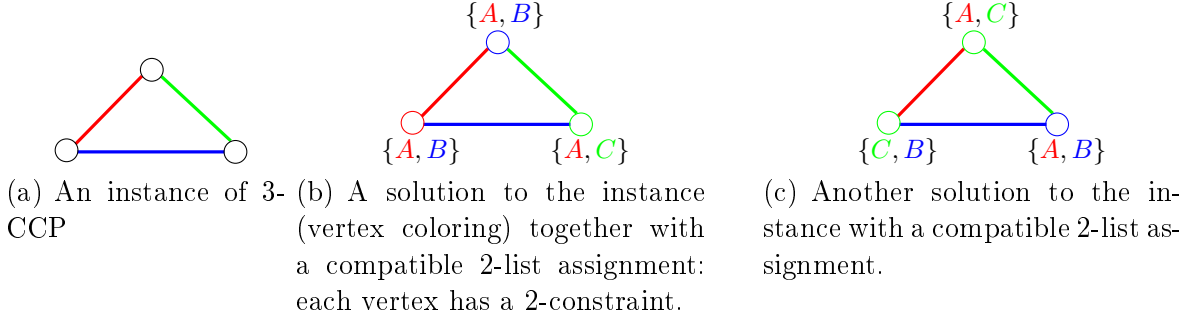 {A, B}
{A, B}
{A, C}
{A, C}
{C, B}
{A, B}
(a) An instance of 3-
CCP
(b) A solution to the instance
(vertex coloring) together with
a compatible 2-list assignment:
each vertex has a 2-constraint.
(c) Another solution to the in-
stance with a compatible 2-list as-
signment.